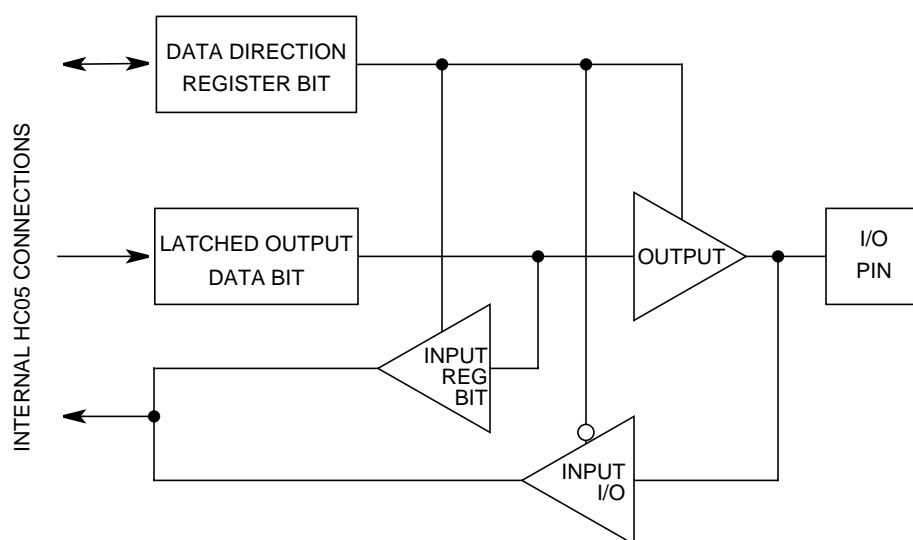 INTERNAL HC05 CONNECTIONS
DATA DIRECTION
REGISTER BIT
LATCHED OUTPUT
DATA BIT
OUTPUT
I/O
PIN
INPUT
REG
BIT
INPUT
I/O